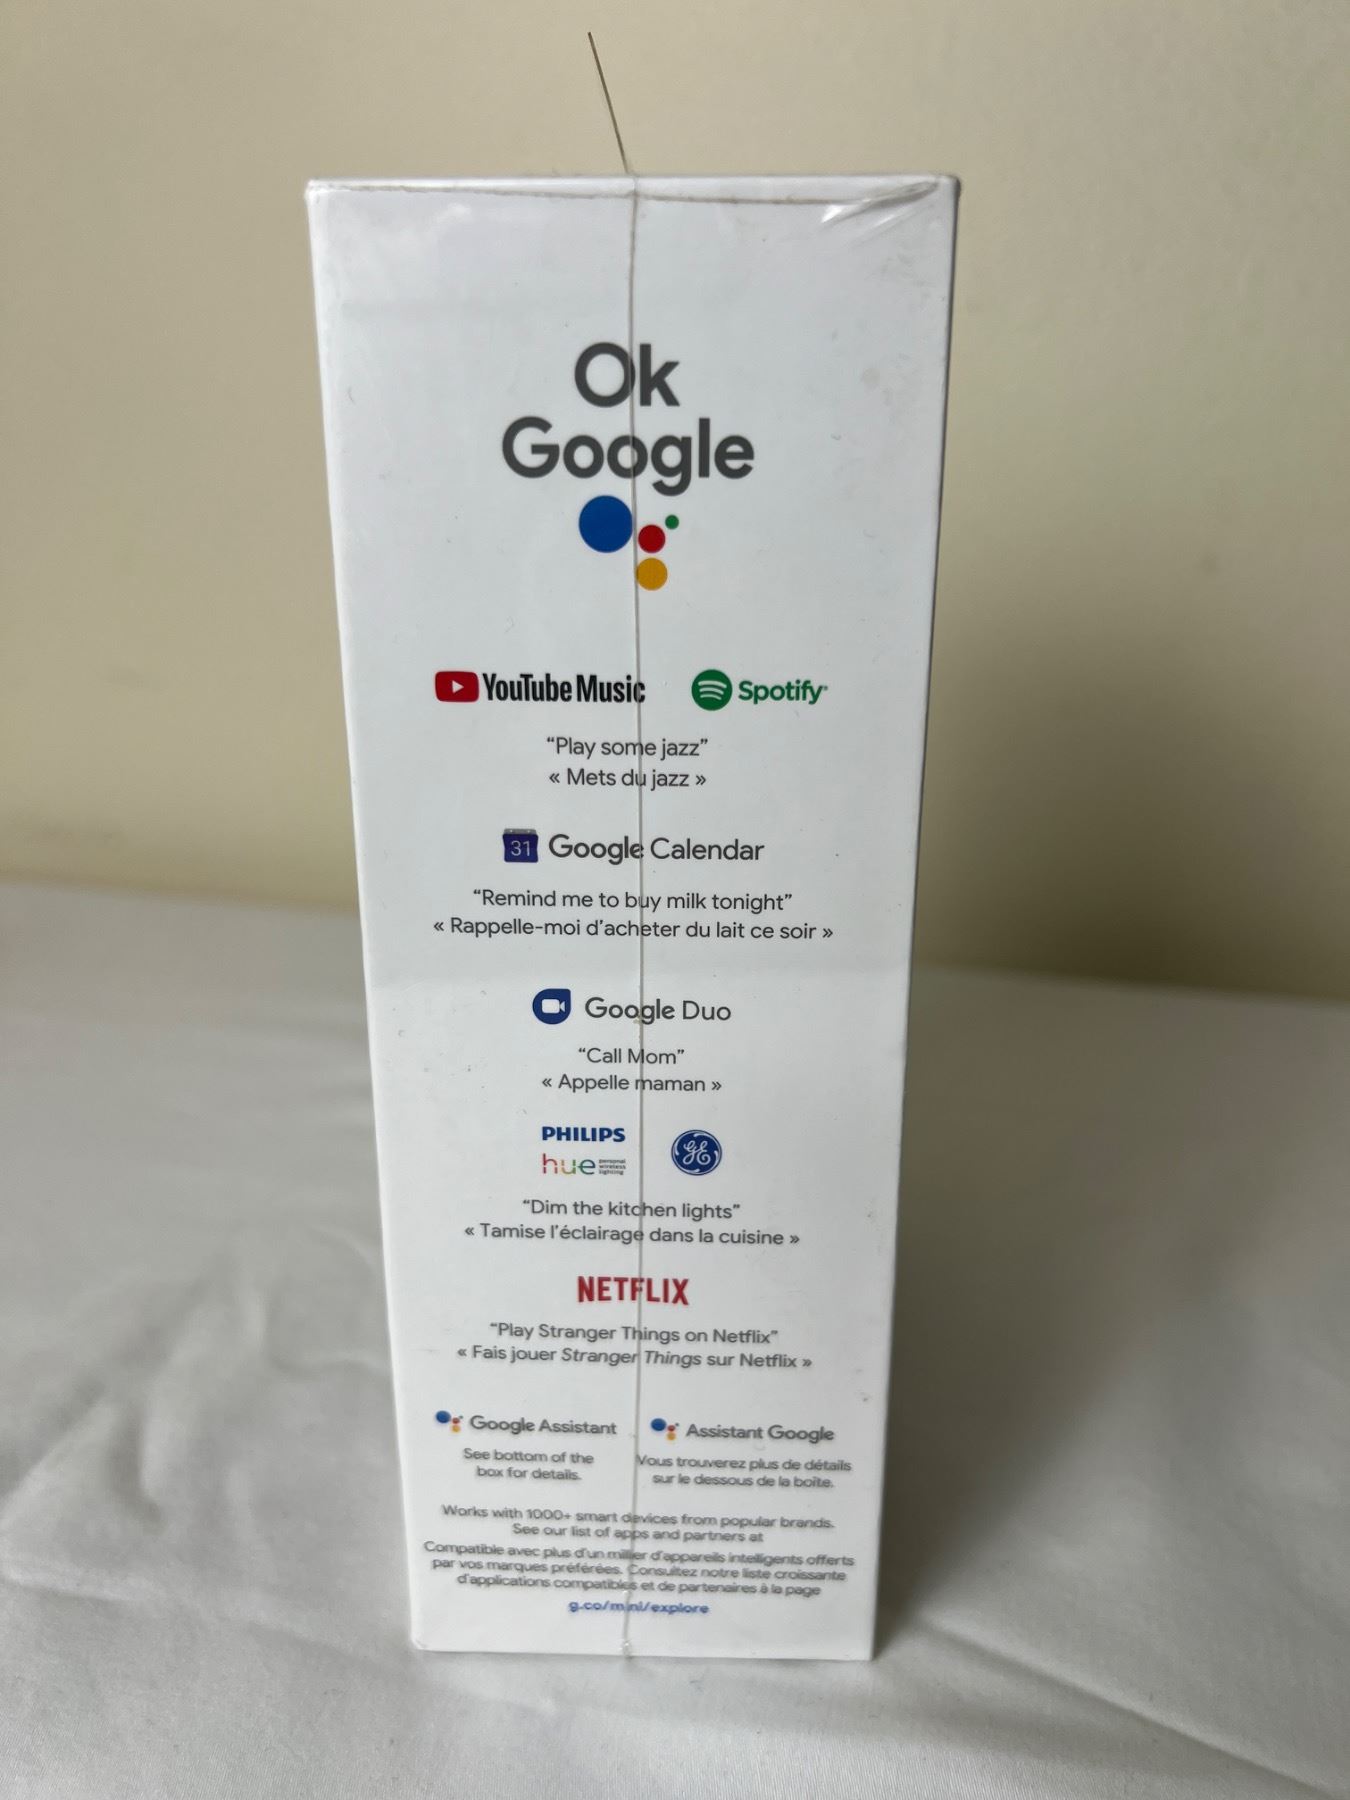 Ok
Google
YouTube Music
Spotify
“Play some jazz”
« Mets du jazz »
31 Google Calendar
“Remind me to buy milk tonight”
« Rappelle-moi d’acheter du lait ce soir »
Google Duo
“Call Mom”
« Appelle maman »
PHILIPS
hue personal wireless lighting
GE
“Dim the kitchen lights”
« Tamise l’éclairage dans la cuisine »
NETFLIX
“Play Stranger Things on Netflix”
« Fais jouer Stranger Things sur Netflix »
Google Assistant
See bottom of the
box for details.
Assistant Google
Vous trouverez plus de détails
sur le dessous de la boîte.
Works with 1000+ smart devices from popular brands.
See our list of apps and partners at
Compatible avec plus d’un millier d’appareils intelligents offerts
par vos marques préférées. Consultez notre liste croissante
d’applications compatibles et de partenaires à la page
g.co/mini/explore